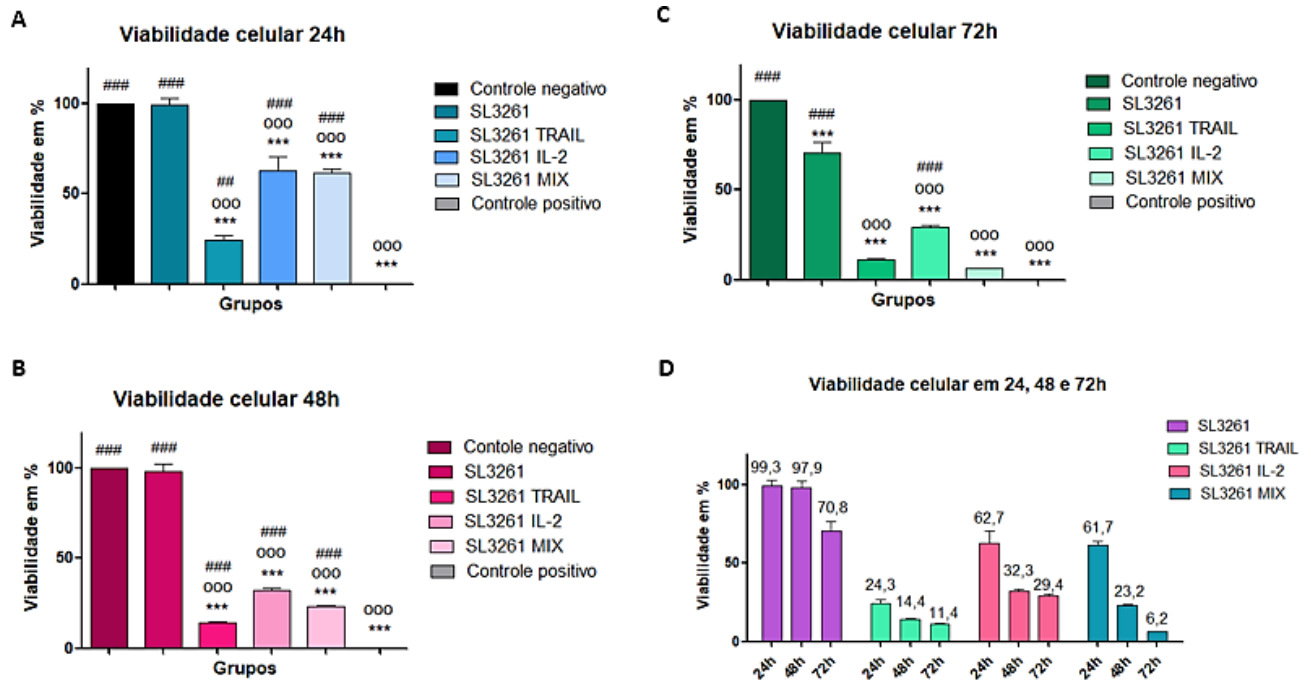 A
Viabilidade celular 24h
Viabilidade em %
100
50
0
###
###
##
ooo
***
###
ooo
***
###
ooo
***
ooo
***
Grupos
Controle negativo
SL3261
SL3261 TRAIL
SL3261 IL-2
SL3261 MIX
Controle positivo
C
Viabilidade celular 72h
Viabilidade em %
100
50
0
###
###
***
ooo
***
###
ooo
***
ooo
***
ooo
***
Grupos
Controle negativo
SL3261
SL3261 TRAIL
SL3261 IL-2
SL3261 MIX
Controle positivo
B
Viabilidade celular 48h
Viabilidade em %
100
50
0
###
###
###
ooo
***
###
ooo
***
###
ooo
***
ooo
***
Grupos
Contole negativo
SL3261
SL3261 TRAIL
SL3261 IL-2
SL3261 MIX
Controle positivo
D
Viabilidade celular em 24, 48 e 72h
Viabilidade em %
100
50
0
99,3
97,9
70,8
24,3
14,4
11,4
62,7
32,3
29,4
61,7
23,2
6,2
24h
48h
72h
24h
48h
72h
24h
48h
72h
24h
48h
72h
SL3261
SL3261 TRAIL
SL3261 IL-2
SL3261 MIX